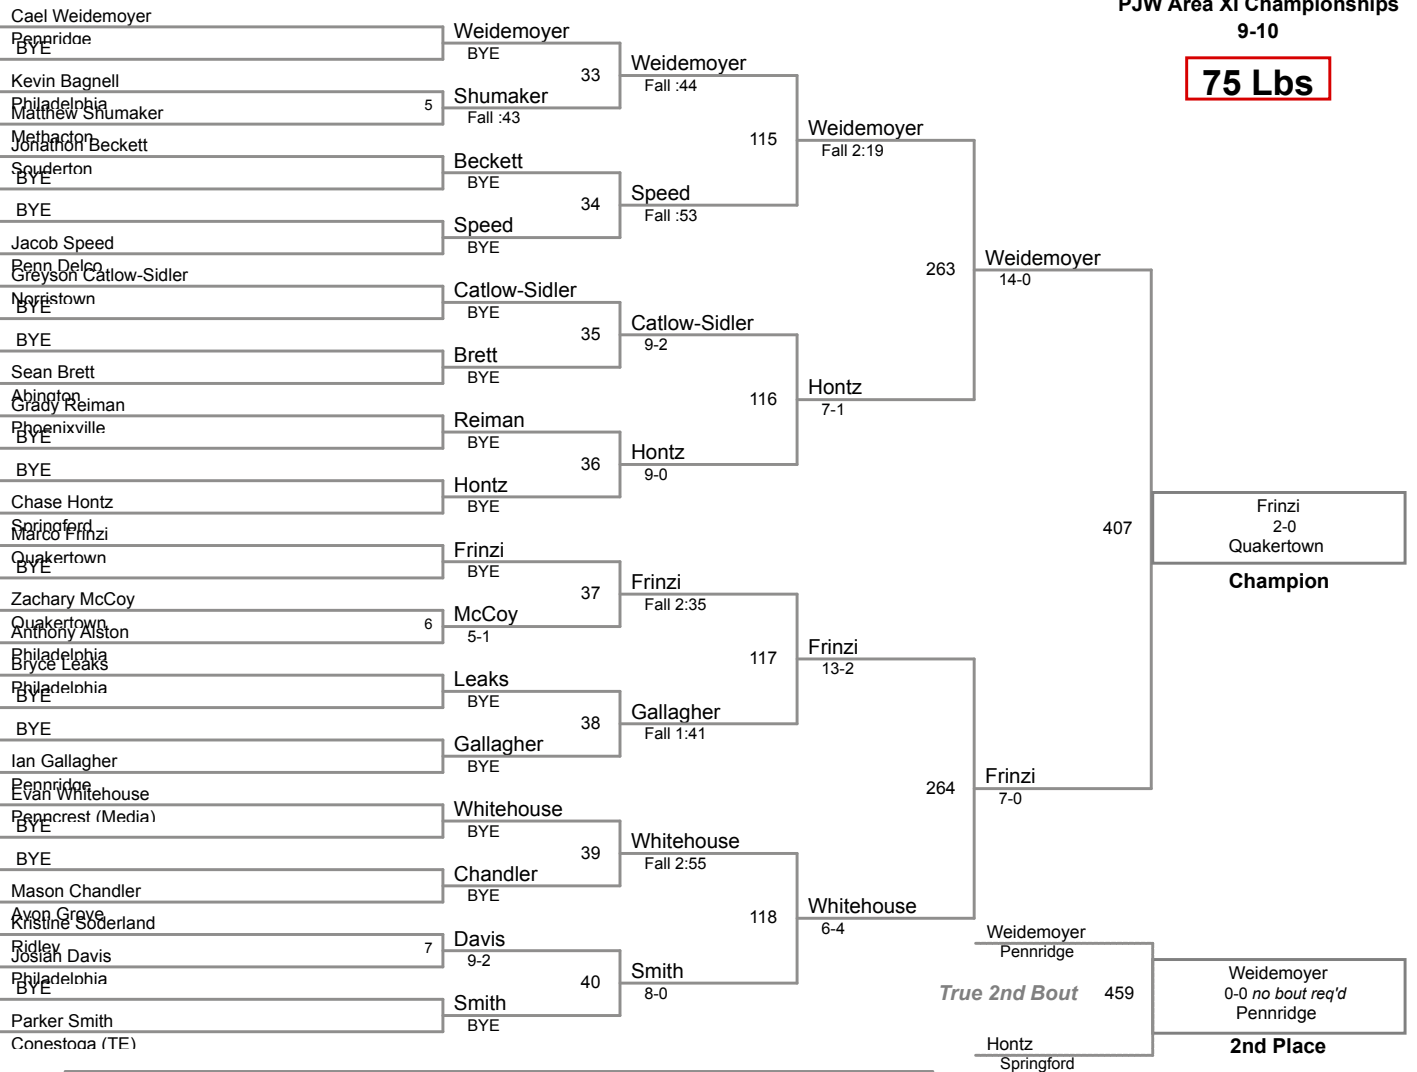 PJW Area XI Championships
9-10
75 Lbs
Cael Weidemoyer
Pennridge
BYE
Kevin Bagnell
Philadelphia
5
Matthew Shumaker
Methacton
Jonathon Beckett
Souderton
BYE
BYE
Jacob Speed
Penn Delco
Greyson Catlow-Sidler
Norristown
BYE
BYE
Sean Brett
Abington
Grady Reiman
Phoenixville
BYE
BYE
Chase Hontz
Springford
Marco Frinzi
Quakertown
BYE
Zachary McCoy
Quakertown
6
Anthony Alston
Philadelphia
Bryce Leaks
Philadelphia
BYE
BYE
Ian Gallagher
Pennridge
Evan Whitehouse
Penncrest (Media)
BYE
BYE
Mason Chandler
Avon Grove
Kristine Soderland
Ridley
7
Josiah Davis
Philadelphia
BYE
Parker Smith
Conestoga (TE)
Weidemoyer
BYE
33
Shumaker
Fall :43
Beckett
BYE
34
Speed
BYE
Catlow-Sidler
BYE
35
Brett
BYE
Reiman
BYE
36
Hontz
BYE
Frinzi
BYE
37
McCoy
5-1
Leaks
BYE
38
Gallagher
BYE
Whitehouse
BYE
39
Chandler
BYE
Davis
9-2
40
Smith
BYE
Weidemoyer
Fall :44
115
Speed
Fall :53
Catlow-Sidler
9-2
116
Hontz
9-0
Frinzi
Fall 2:35
117
Gallagher
Fall 1:41
Whitehouse
Fall 2:55
118
Smith
8-0
Weidemoyer
Fall 2:19
263
Hontz
7-1
Frinzi
13-2
264
Whitehouse
6-4
Weidemoyer
14-0
407
Frinzi
7-0
Frinzi
2-0
Quakertown
Champion
Weidemoyer
Pennridge
True 2nd Bout 459
Hontz
Springford
Weidemoyer
0-0 no bout req'd
Pennridge
2nd Place